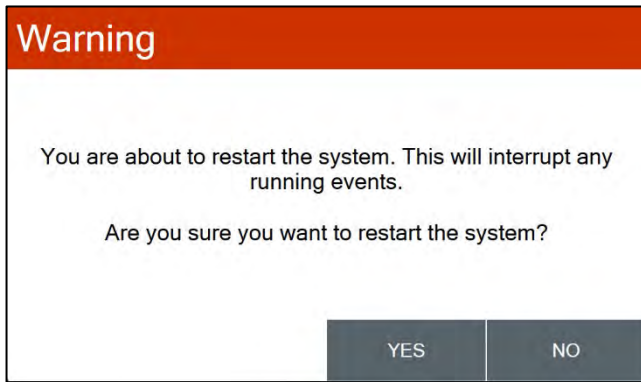 Warning
You are about to restart the system. This will interrupt any
running events.
Are you sure you want to restart the system?
YES
NO